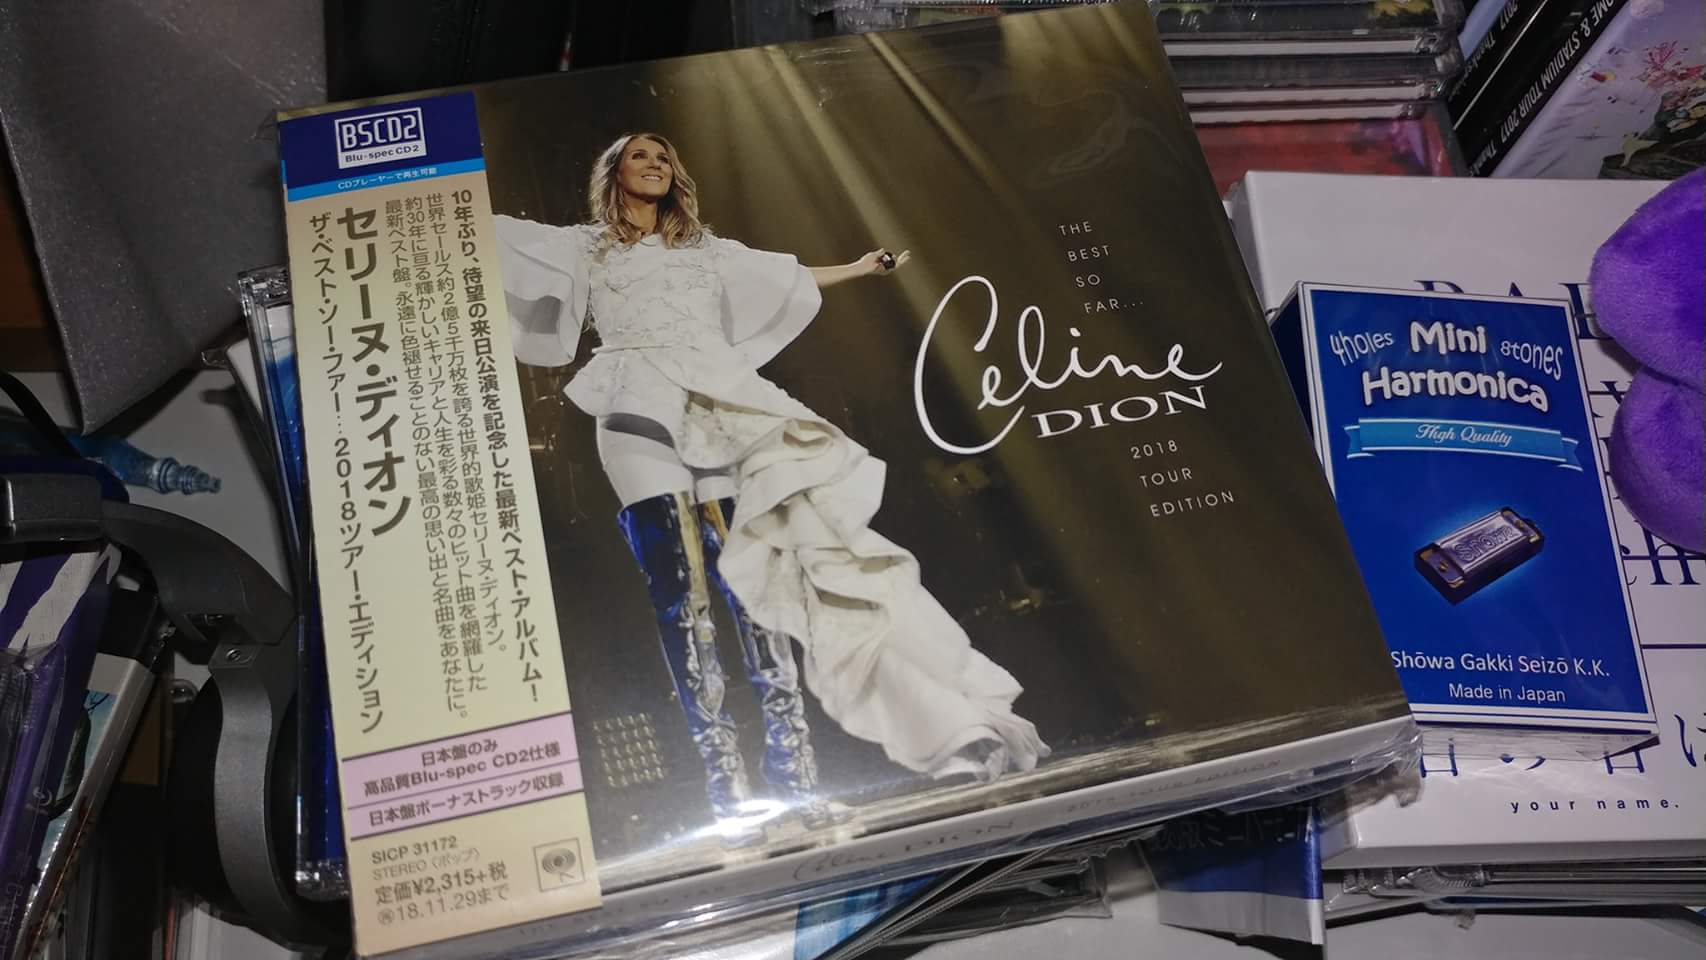 BSCD2
Blu-spec CD2
CDプレーヤーで再生可能
10年ぶり、待望の来日公演を記念した最新ベスト・アルバム!
世界セールス約2億5千万枚を誇る世界的歌姫セリーヌ・ディオン。
約30年に亘る輝かしいキャリアと人生を彩る数々のヒット曲を網羅した
最新ベスト盤。永遠に色褪せることのない最高の思い出と名曲をあなたに。
セリーヌ・ディオン
ザ・ベスト・ソー・ファー…2018ツアー・エディション
日本盤のみ
高品質Blu-spec CD2仕様
日本盤ボーナストラック収録
SICP 31172
STEREO〈ポップ〉
定価¥2,315+税
18.11.29まで
THE
BEST
SO
FAR...
Celine
DION
2018
TOUR
EDITION
Celine DION 2018 TOUR EDITION
4holes Mini 8tones
Harmonica
High Quality
Showa
Shōwa Gakki Seizō K.K.
Made in Japan
your name.
OME & STADIUM TOUR 2017
2017